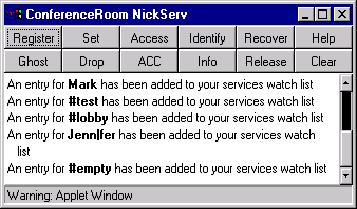 ConferenceRoom NickServ
Register Set Access Identify Recover Help
Ghost Drop ACC Info Release Clear
An entry for Mark has been added to your services watch list
An entry for #test has been added to your services watch list
An entry for #lobby has been added to your services watch list
An entry for Jenn|fer has been added to your services watch
list
An entry for #empty has been added to your services watch list
Warning: Applet Window